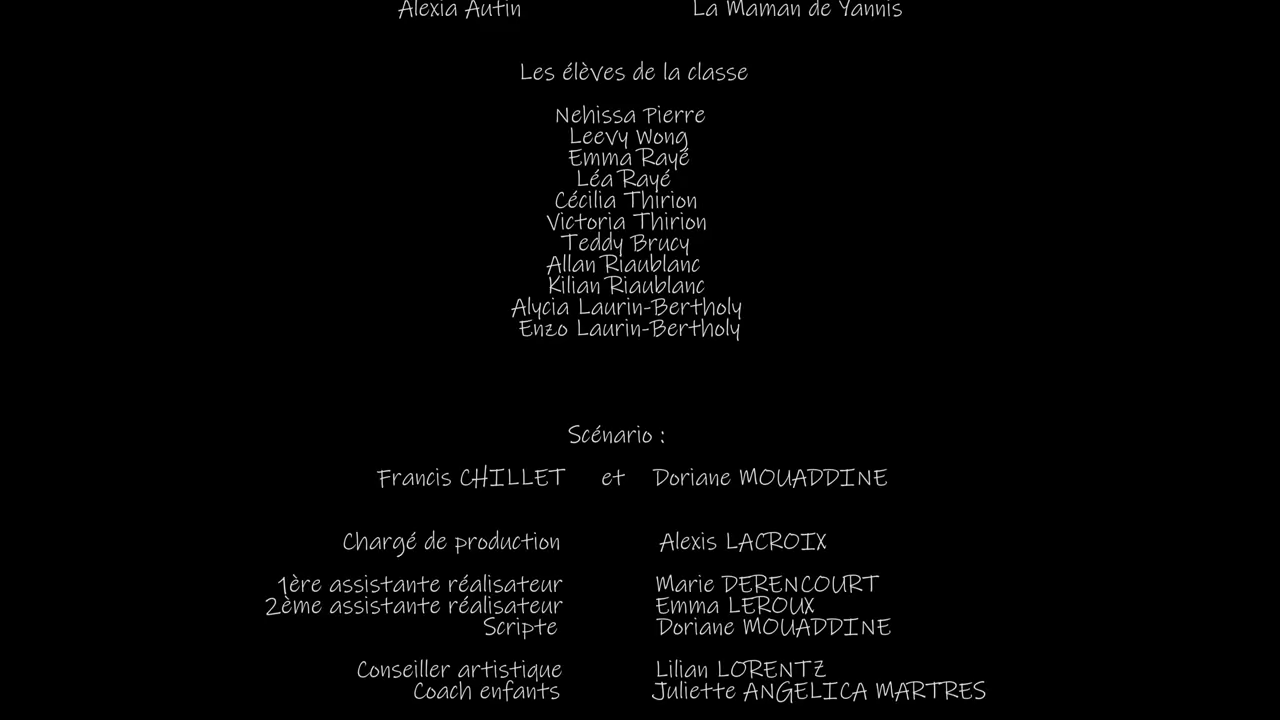 Alexia Autin La Maman de Yannis
Les élèves de la classe
Nehissa Pierre
Leevy Wong
Emma Rayé
Léa Rayé
Cécilia Thirion
Victoria Thirion
Teddy Brucy
Allan Riaublanc
Kilian Riaublanc
Alycia Laurin-Bertholy
Enzo Laurin-Bertholy
Scénario :
Francis CHILLET et Doriane MOUADDINE
Chargé de production Alexis LACROIX
1ère assistante réalisateur Marie DERENCOURT
2ème assistante réalisateur Emma LEROUX
Scripte Doriane MOUADDINE
Conseiller artistique Lilian LORENTZ
Coach enfants Juliette ANGELICA MARTRES